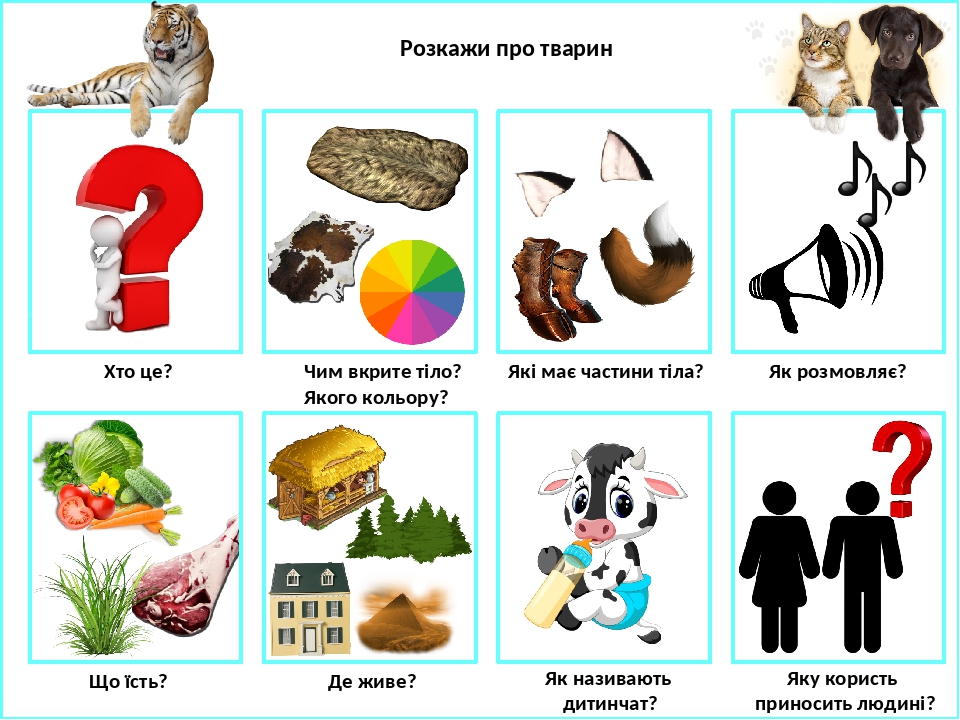 Розкажи про тварин
Хто це?
Чим вкрите тіло?
Якого кольору?
Які має частини тіла?
Як розмовляє?
Що їсть?
Де живе?
Як називають
дитинчат?
Яку користь
приносить людині?